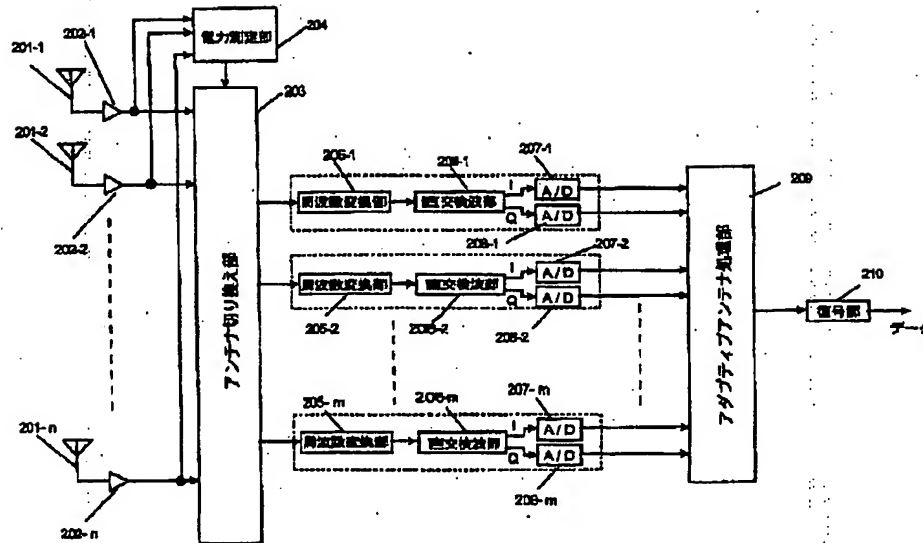 電力測定部
204
202-1
201-1
203
201-2
202-2
アンテナ切り換え部
205-1
206-1
207-1
周波数変換部
直交検波部
I
A/D
Q
A/D
208-1
207-2
周波数変換部
直交検波部
I
A/D
Q
A/D
205-2
206-2
208-2
209
アダプティブアンテナ処理部
210
復号部
データ
205-m
206-m
207-m
周波数変換部
直交検波部
I
A/D
Q
A/D
208-m
201-n
202-n